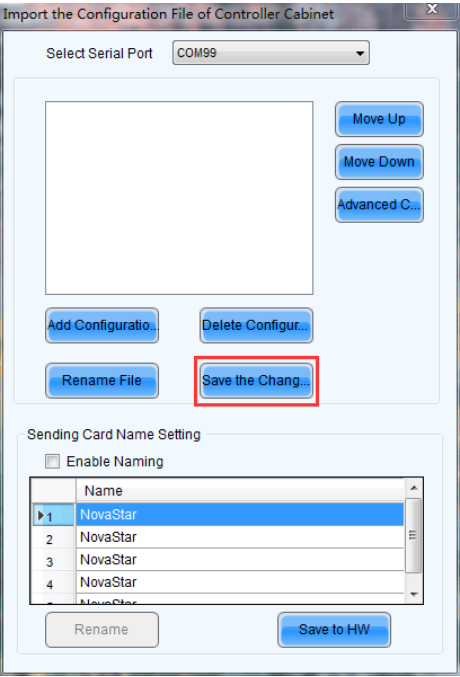 Import the Configuration File of Controller Cabinet
x
Select Serial Port COM99
Move Up
Move Down
Advanced C...
Add Configuratio...
Delete Configur...
Rename File
Save the Chang...
Sending Card Name Setting
Enable Naming
Name
1 NovaStar
2 NovaStar
3 NovaStar
4 NovaStar
NovaStar
Rename
Save to HW